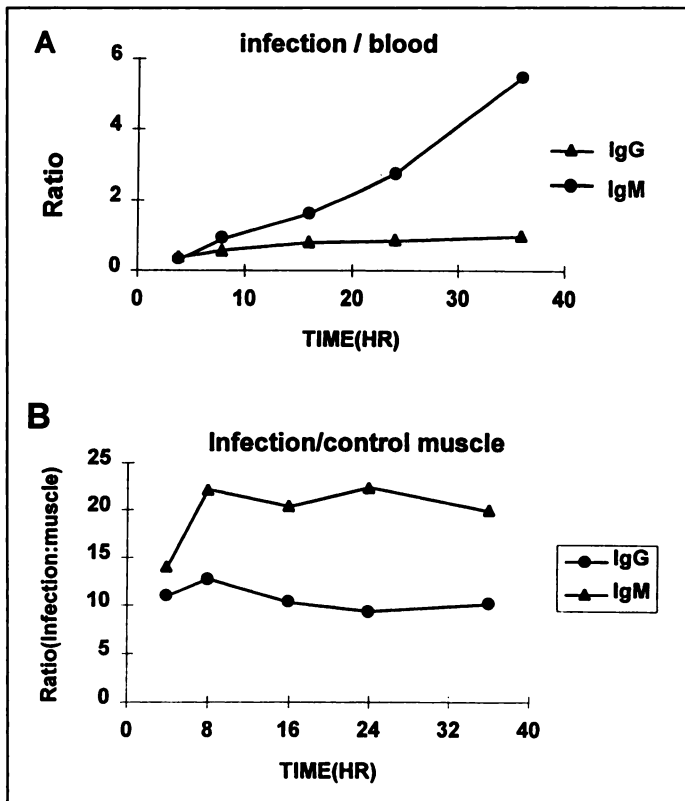 A
infection / blood
6
4
2
0
Ratio
0 10 20 30 40
TIME(HR)
IgG
IgM
B
Infection/control muscle
25
20
15
10
5
0
Ratio(Infection:muscle)
0 8 16 24 32 40
TIME(HR)
IgG
IgM